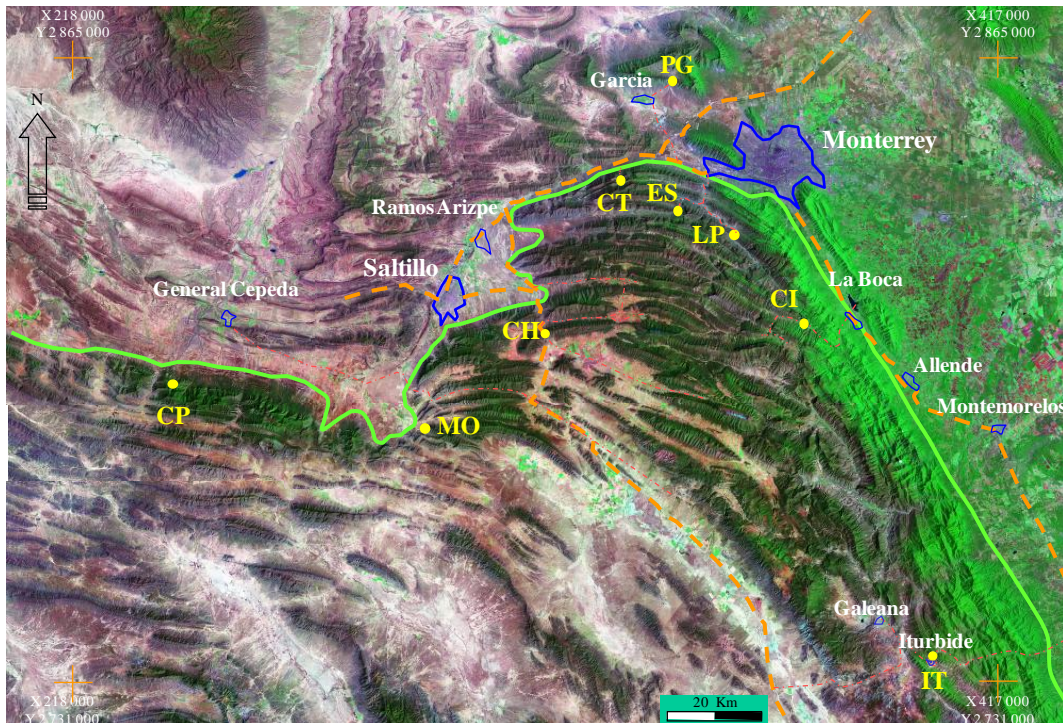 X 218 000
Y 2 865 000
X 417 000
Y 2 865 000
N
PG
Garcia
Monterrey
CT
ES
Ramos Arizpe
LP
Saltillo
La Boca
General Cepeda
CI
CH
Allende
CP
Montemorelos
MO
Galeana
Iturbide
IT
X 218 000
Y 2 731 000
20 Km
X 417 000
Y 2 731 000